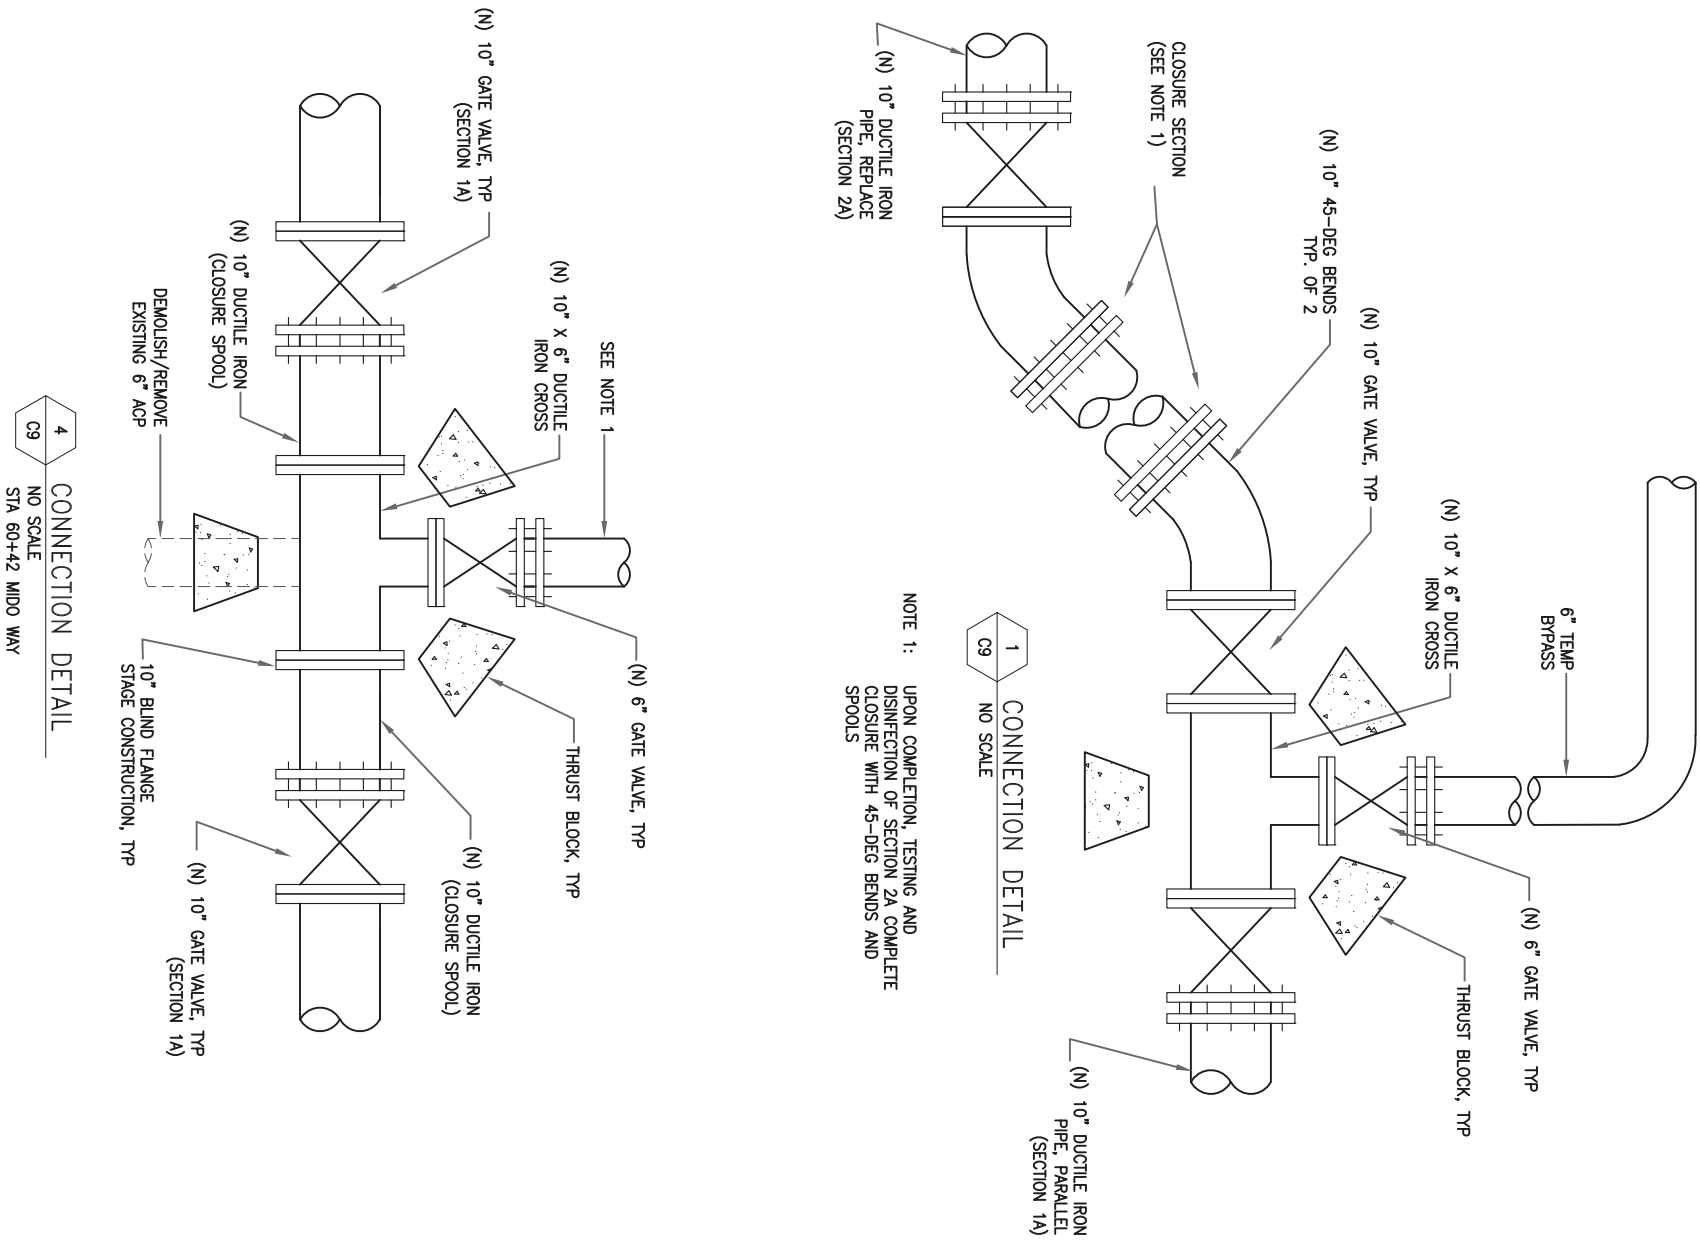 6" TEMP
BYPASS
(N) 10" X 6" DUCTILE
IRON CROSS
(N) 10" GATE VALVE, TYP
(N) 10" 45-DEG BENDS
TYP. OF 2
CLOSURE SECTION
(SEE NOTE 1)
(N) 10" DUCTILE IRON
PIPE, REPLACE
(SECTION 2A)
(N) 6" GATE VALVE, TYP
THRUST BLOCK, TYP
(N) 10" DUCTILE IRON
PIPE, PARALLEL
(SECTION 1A)
1
C9
CONNECTION DETAIL
NO SCALE
NOTE 1: UPON COMPLETION, TESTING AND
DISINFECTION OF SECTION 2A COMPLETE
CLOSURE WITH 45-DEG BENDS AND
SPOOLS
SEE NOTE 1
(N) 10" X 6" DUCTILE
IRON CROSS
(N) 10" GATE VALVE, TYP
(SECTION 1A)
(N) 10" DUCTILE IRON
(CLOSURE SPOOL)
DEMOLISH/REMOVE
EXISTING 6" ACP
(N) 6" GATE VALVE, TYP
THRUST BLOCK, TYP
(N) 10" DUCTILE IRON
(CLOSURE SPOOL)
(N) 10" GATE VALVE, TYP
(SECTION 1A)
10" BLIND FLANGE
STAGE CONSTRUCTION, TYP
4
C9
CONNECTION DETAIL
NO SCALE
STA 60+42 MIDO WAY